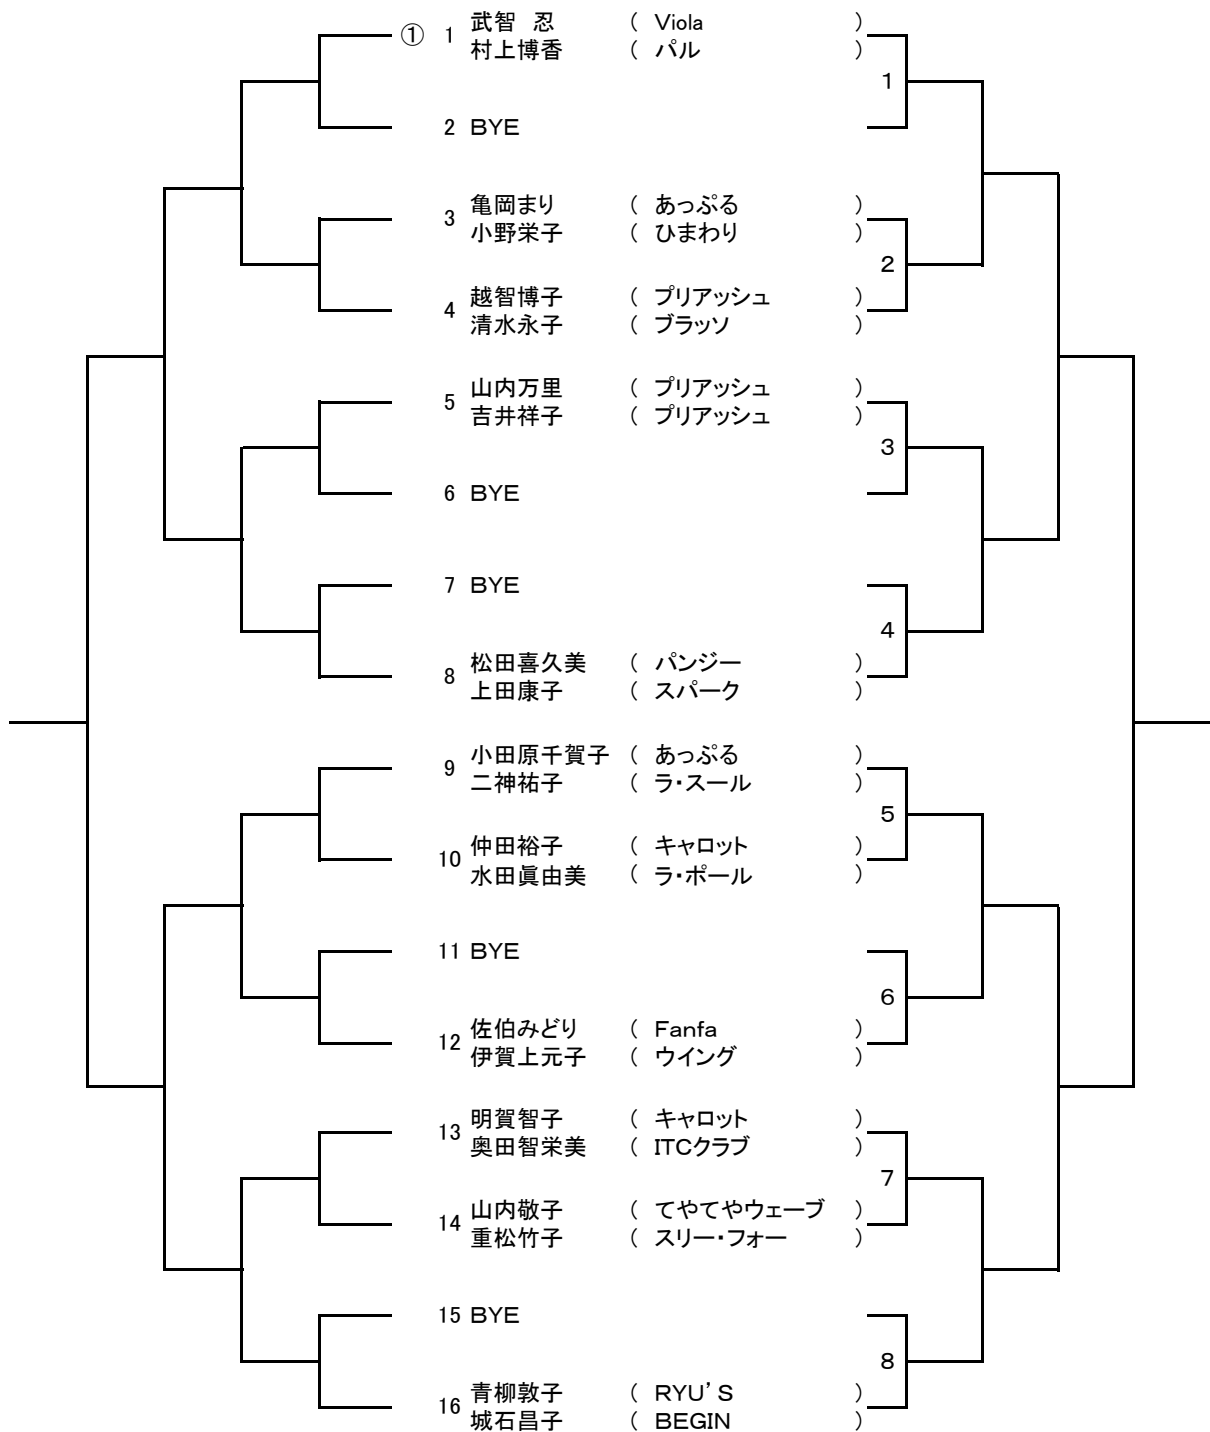 ① 1 武智 忍 ( Viola )
村上博香 ( パル )
1
2 BYE
3 亀岡まり ( あっぷる )
小野栄子 ( ひまわり )
2
4 越智博子 ( プリアッシュ )
清水永子 ( ブラッソ )
5 山内万里 ( プリアッシュ )
吉井祥子 ( プリアッシュ )
3
6 BYE
7 BYE
4
8 松田喜久美 ( パンジー )
上田康子 ( スパーク )
9 小田原千賀子 ( あっぷる )
二神祐子 ( ラ・スール )
5
10 仲田裕子 ( キャロット )
水田眞由美 ( ラ・ポール )
11 BYE
6
12 佐伯みどり ( Fanfa )
伊賀上元子 ( ウイング )
13 明賀智子 ( キャロット )
奥田智栄美 ( ITCクラブ )
7
14 山内敬子 ( てやてやウェーブ )
重松竹子 ( スリー・フォー )
15 BYE
8
16 青柳敦子 ( RYU'S )
城石昌子 ( BEGIN )